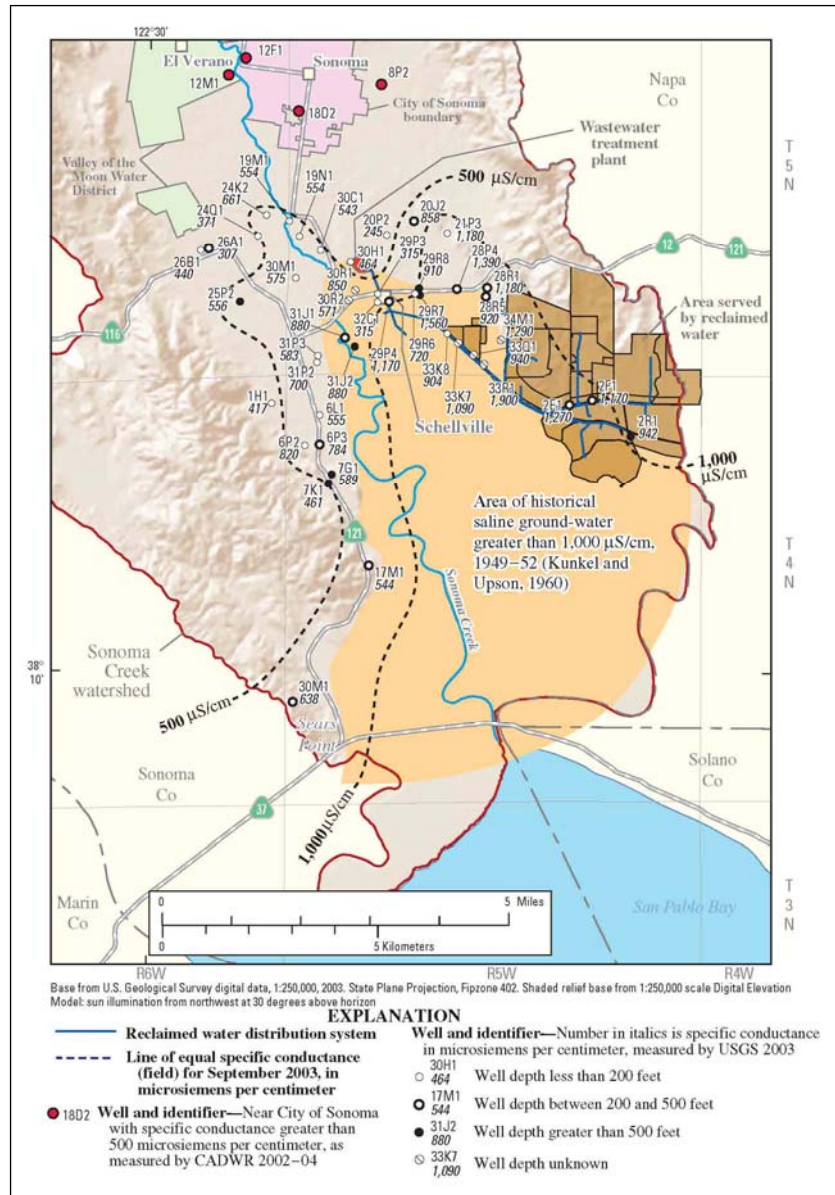 122°30'
12F1
El Verano
Sonoma
12M1
8P2
Napa
Co
18D2
City of Sonoma
boundary
Wastewater
treatment
plant
T
5
N
Valley of the
Moon Water
District
19M1
554
19N1
554
500 µS/cm
24K2
661
30C1
543
20J2
858
24Q1
371
20P2
245
21P3
1,180
12
121
26A1
307
30H1
464
29P3
315
28P4
1,390
26B1
440
29R8
910
28R1
1,180
30M1
575
30R1
850
Area served
by reclaimed
water
25P2
556
30R2
571
28R5
920
31J1
880
32C1
315
29R7
1,560
34M1
1,290
116
31P3
583
29P4
1,170
29R6
720
33Q1
940
31P2
700
31J2
880
33K8
904
33K7
1,090
33R1
1,900
2F1
1,170
1H1
417
6L1
555
Schellville
2E1
1,270
2R1
942
6P2
820
6P3
784
1,000
µS/cm
7G1
589
7K1
461
Area of historical
saline ground-water
greater than 1,000 µS/cm,
1949–52 (Kunkel and
Upson, 1960)
121
T
4
N
17M1
544
Sonoma Creek
Sonoma
Creek
watershed
38°
10'
30M1
638
500 µS/cm
Sears
Point
Sonoma
Co
Solano
Co
37
1,000 µS/cm
Marin
Co
San Pablo Bay
T
3
N
0 5 Miles
0 5 Kilometers
R6W R5W R4W
Base from U.S. Geological Survey digital data, 1:250,000, 2003. State Plane Projection, Fipzone 402. Shaded relief base from 1:250,000 scale Digital Elevation
Model: sun illumination from northwest at 30 degrees above horizon
EXPLANATION
Reclaimed water distribution system
Line of equal specific conductance
(field) for September 2003, in
microsiemens per centimeter
18D2 Well and identifier—Near City of Sonoma
with specific conductance greater than
500 microsiemens per centimeter, as
measured by CADWR 2002–04
Well and identifier—Number in italics is specific conductance
in microsiemens per centimeter, measured by USGS 2003
30H1
464 Well depth less than 200 feet
17M1
544 Well depth between 200 and 500 feet
31J2
880 Well depth greater than 500 feet
33K7
1,090 Well depth unknown